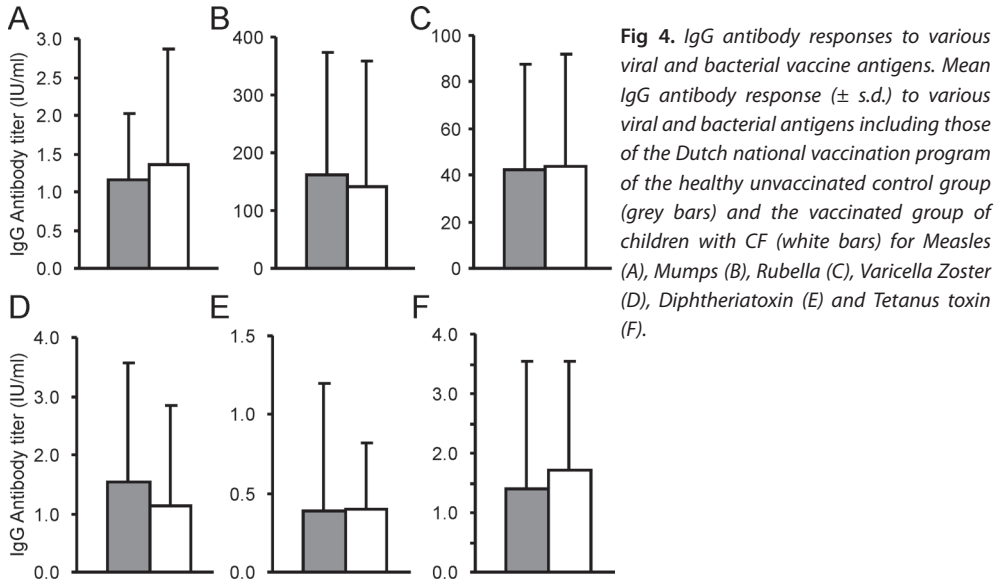 A
B
C
IgG Antibody titer (IU/ml)
3.0
2.5
2.0
1.5
1.0
0.5
0.0
400
300
200
100
0
100
80
60
40
20
0
Fig 4. IgG antibody responses to various
viral and bacterial vaccine antigens. Mean
IgG antibody response (± s.d.) to various
viral and bacterial antigens including those
of the Dutch national vaccination program
of the healthy unvaccinated control group
(grey bars) and the vaccinated group of
children with CF (white bars) for Measles
(A), Mumps (B), Rubella (C), Varicella Zoster
(D), Diphtheriatoxin (E) and Tetanus toxin
(F).
D
E
F
IgG Antibody titer (IU/ml)
4.0
3.0
2.0
1.0
0.0
1.5
1.0
0.5
0.0
4.0
3.0
2.0
1.0
0.0